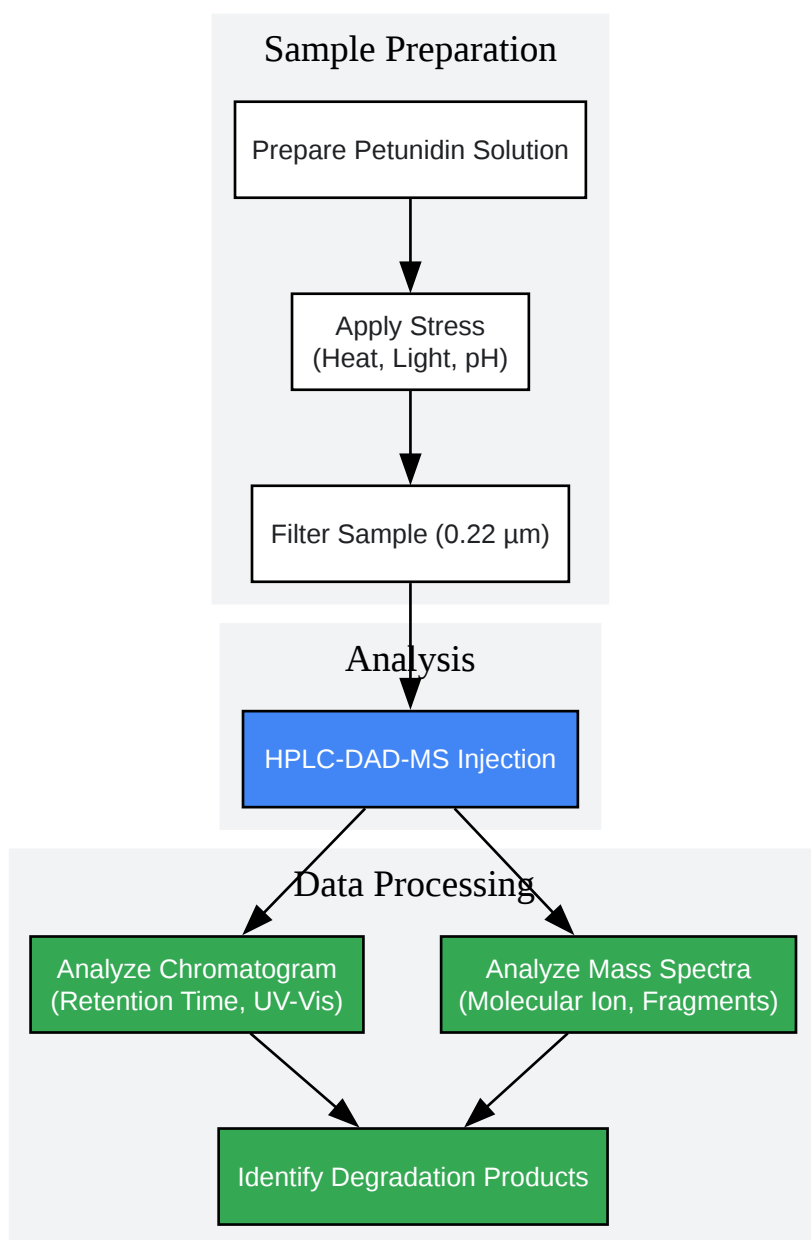 Sample Preparation
Prepare Petunidin Solution
Apply Stress
(Heat, Light, pH)
Filter Sample (0.22 µm)
Analysis
HPLC-DAD-MS Injection
Data Processing
Analyze Chromatogram
(Retention Time, UV-Vis)
Analyze Mass Spectra
(Molecular Ion, Fragments)
Identify Degradation Products